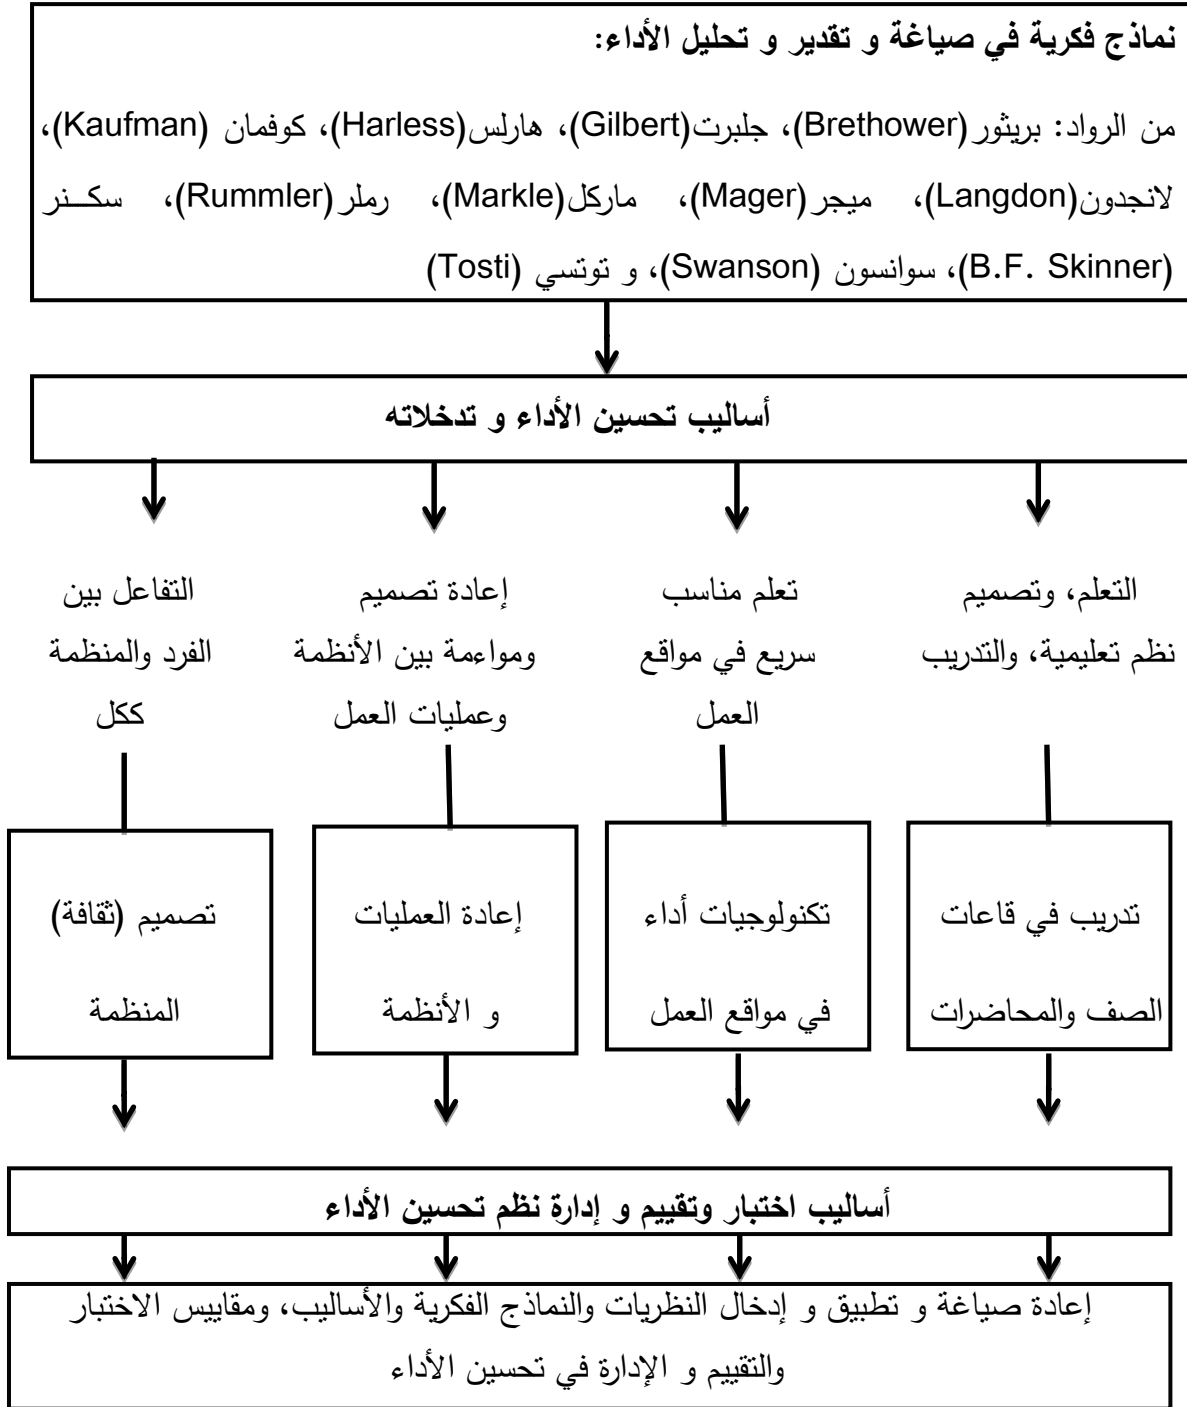 نماذج فكرية في صياغة و تقدير و تحليل الأداء:
من الرواد: بريثور (Brethower)، جلبرت(Gilbert)، هارلس(Harless)، كوفمان (Kaufman)،
لانجدون(Langdon)، ميجر(Mager)، ماركل(Markle)، رملر(Rummler)، سكنر
(B.F. Skinner)، سوانسون (Swanson)، و توتسي (Tosti)
أساليب تحسين الأداء و تدخلاته
التعلم، وتصميم
نظم تعليمية، والتدريب
تعلم مناسب
سريع في مواقع
العمل
إعادة تصميم
ومواءمة بين الأنظمة
وعمليات العمل
التفاعل بين
الفرد والمنظمة
ككل
تدريب في قاعات
الصف والمحاضرات
تكنولوجيات أداء
في مواقع العمل
إعادة العمليات
و الأنظمة
تصميم (ثقافة)
المنظمة
أساليب اختبار وتقييم و إدارة نظم تحسين الأداء
إعادة صياغة و تطبيق و إدخال النظريات والنماذج الفكرية والأساليب، ومقاييس الاختبار
والتقييم و الإدارة في تحسين الأداء